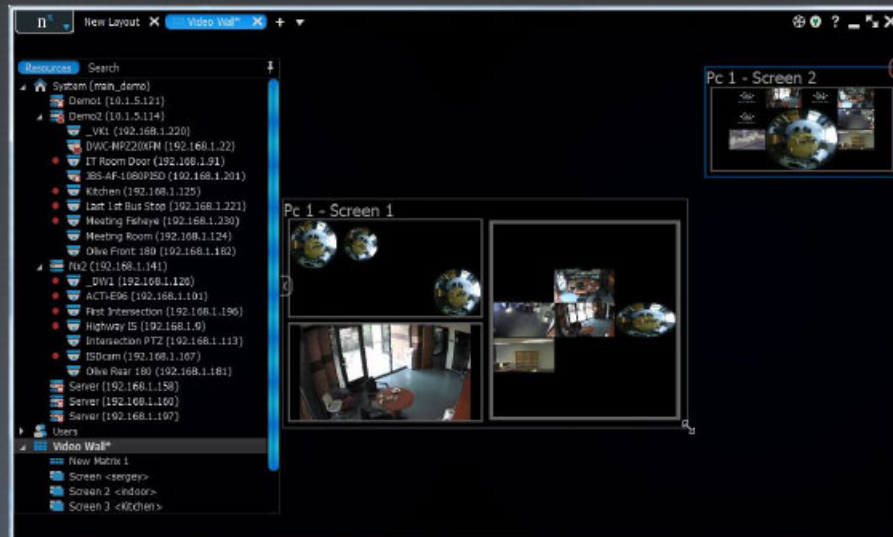 New Layout
Video Wall*
Resources Search
System (main_demo)
Demo1 (10.1.5.121)
Demo2 (10.1.5.114)
_VK1 (192.168.1.220)
DWC-MPZ20XFM (192.168.1.22)
IT Room Door (192.168.1.91)
JBS-AF-1080PISD (192.168.1.201)
Kitchen (192.168.1.125)
Last 1st Bus Stop (192.168.1.221)
Meeting Fisheye (192.168.1.230)
Meeting Room (192.168.1.124)
Olive Front 180 (192.168.1.182)
Nx2 (192.168.1.141)
_DW1 (192.168.1.126)
ACTi-E96 (192.168.1.101)
First Intersection (192.168.1.196)
Highway IS (192.168.1.9)
Intersection PTZ (192.168.1.113)
ISDcam (192.168.1.167)
Olive Rear 180 (192.168.1.181)
Server (192.168.1.158)
Server (192.168.1.160)
Server (192.168.1.197)
Users
Video Wall*
New Matrix 1
Screen <sergey>
Screen 2 <indoor>
Screen 3 <Kitchen>
Pc 1 - Screen 1
Pc 1 - Screen 2